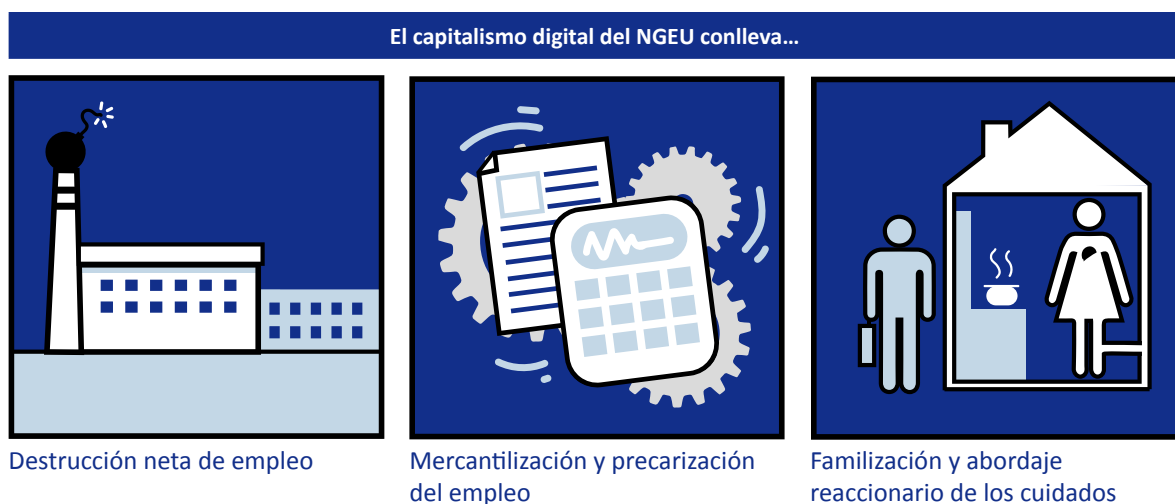 El capitalismo digital del NGEU conlleva...
Destrucción neta de empleo
Mercantilización y precarización
del empleo
Familización y abordaje
reaccionario de los cuidados